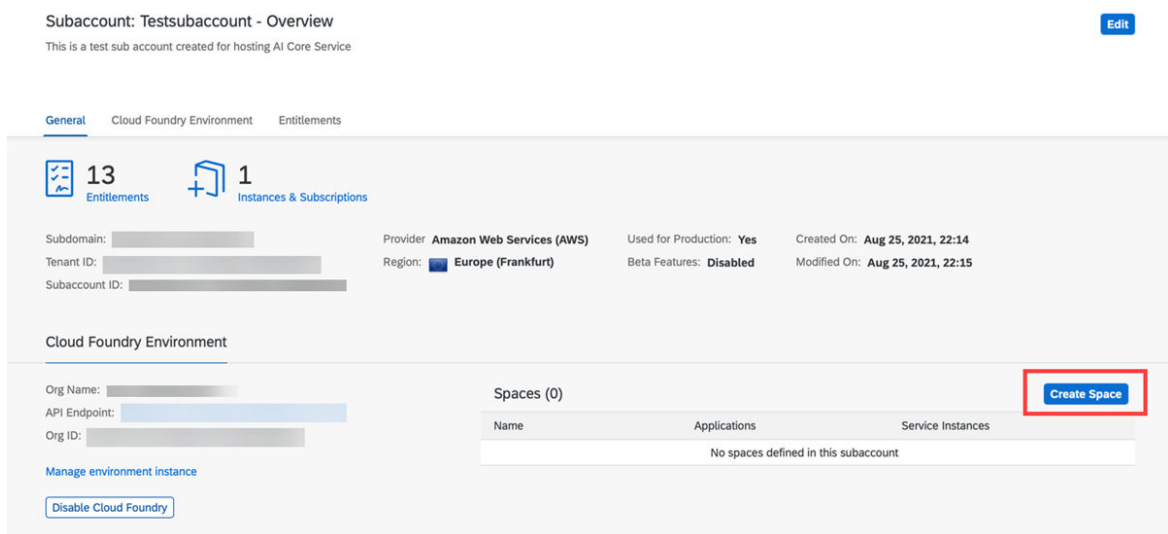 Subaccount: Testsubaccount - Overview
Edit
This is a test sub account created for hosting AI Core Service
General Cloud Foundry Environment Entitlements
13
Entitlements
1
Instances & Subscriptions
Subdomain: Provider Amazon Web Services (AWS) Used for Production: Yes Created On: Aug 25, 2021, 22:14
Tenant ID: Region: Europe (Frankfurt) Beta Features: Disabled Modified On: Aug 25, 2021, 22:15
Subaccount ID:
Cloud Foundry Environment
Org Name:
API Endpoint:
Org ID:
Manage environment instance
Disable Cloud Foundry
Spaces (0)
Create Space
Name Applications Service Instances
No spaces defined in this subaccount